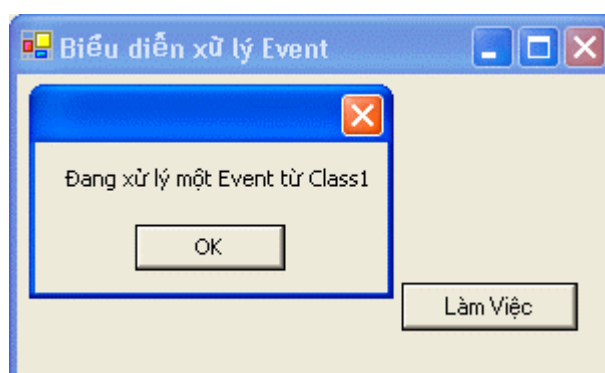 Biểu diễn xử lý Event
Đang xử lý một Event từ Class1
OK
Làm Việc